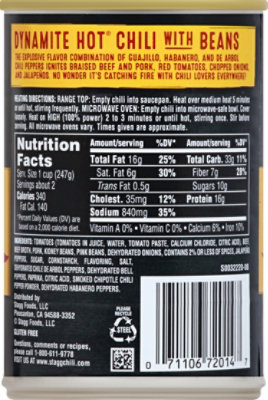 DYNAMITE HOT® CHILI WITH BEANS
THE EXPLOSIVE FLAVOR COMBINATION OF GUAJILLO, HABANERO, AND DE ARBOL
CHILI PEPPERS IGNITES BRAISED BEEF AND PORK, RED TOMATOES, CHOPPED ONIONS,
AND JALAPEÑOS. NO WONDER IT'S CATCHING FIRE WITH CHILI LOVERS EVERYWHERE!
HEATING DIRECTIONS: RANGE TOP: Empty chili into saucepan. Heat over medium heat 5 minutes
or until hot, stirring occasionally. MICROWAVE OVEN: Empty chili into microwave-safe bowl. Cover
loosely. Heat on HIGH (100% power) 2 to 3 minutes or until hot, stirring once. Stir before
serving. All microwave ovens vary. Times given are approximate.
Nutrition
Facts
Serv. Size 1 cup (247g)
Servings about 2
Calories 340
Fat Cal. 140
*Percent Daily Values (DV) are
based on a 2,000 calorie diet.
Amount/serving %DV*
Total Fat 16g 25%
Sat. Fat 6g 30%
Trans Fat 0.5g
Cholest. 35mg 12%
Sodium 840mg 35%
Amount/serving %DV*
Total Carb. 33g 11%
Fiber 7g 28%
Sugars 10g
Protein 16g
Vitamin A 0% • Vitamin C 0% • Calcium 6% • Iron 10%
INGREDIENTS: TOMATOES (TOMATOES IN JUICE, WATER, TOMATO PASTE, CALCIUM CHLORIDE, CITRIC ACID), BEEF,
BEEF BROTH, PORK, KIDNEY BEANS, PINK BEANS, DEHYDRATED ONIONS, CONTAINS 2% OR LESS OF SPICES, JALAPENO
PEPPERS, SUGAR, CORNSTARCH, FLAVORING, SALT,
DEHYDRATED CHILE DE ARBOL PEPPERS, DEHYDRATED BELL
PEPPERS, PAPRIKA, CITRIC ACID, SMOKED CHIPOTLE CHILI
PEPPER POWDER, DEHYDRATED HABANERO PEPPERS.
Dist. by Stagg Foods, LLC
Pleasanton, CA 94588-3352
© Stagg Foods, LLC
Questions, comments or recipes,
please call 1-800-611-9778
Visit us at www.staggchili.com
PLEASE
RECYCLE
STEEL
0 71106 72014 7